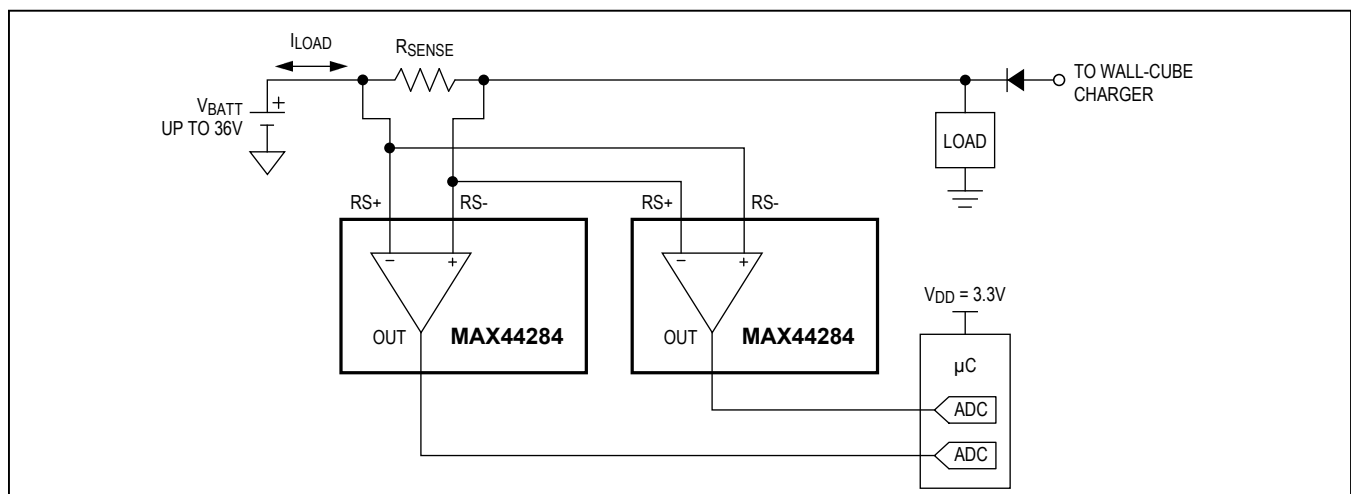 ILOAD
RSENSE
VBATT
UP TO 36V
+
TO WALL-CUBE
CHARGER
LOAD
RS+
RS-
RS+
RS-
− +
− +
OUT
MAX44284
OUT
MAX44284
VDD = 3.3V
µC
ADC
ADC